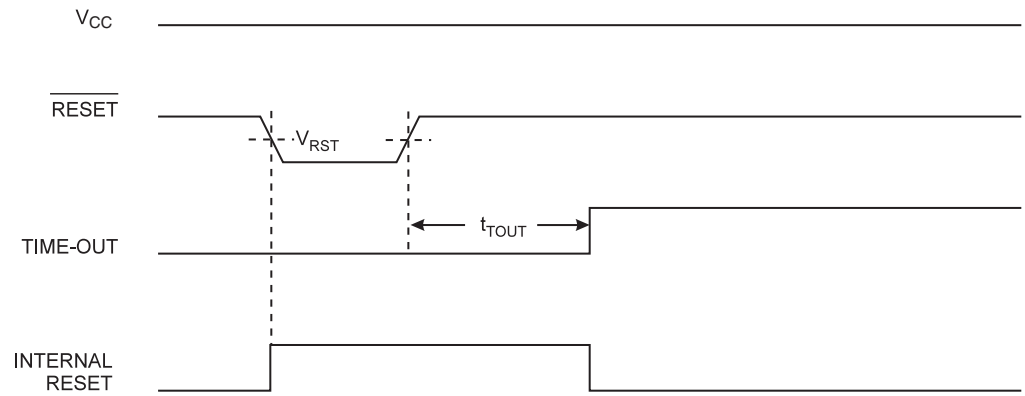 VCC
RESET
VRST
tTOUT
TIME-OUT
INTERNAL
RESET